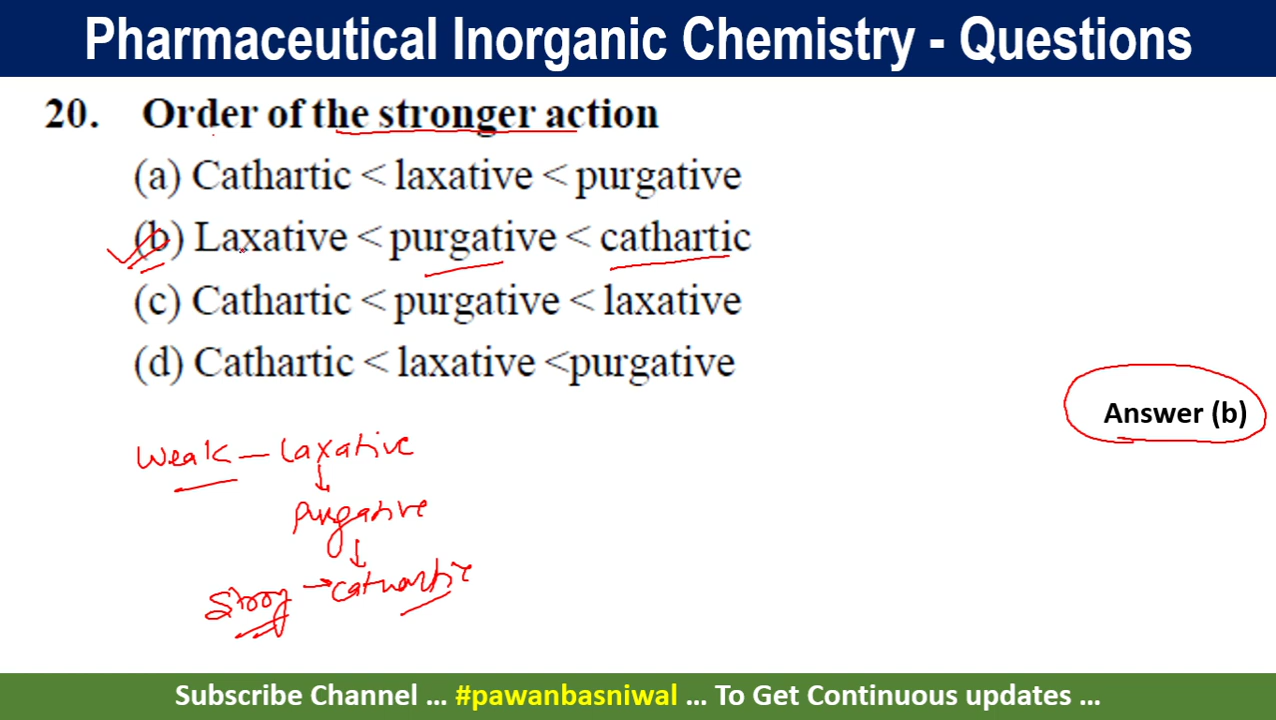 Pharmaceutical Inorganic Chemistry - Questions
20. Order of the stronger action
(a) Cathartic < laxative < purgative
(b) Laxative < purgative < cathartic
(c) Cathartic < purgative < laxative
(d) Cathartic < laxative <purgative
Answer (b)
Weak - Laxative
↓
Purgative
↓
Strong → Cathartic
Subscribe Channel ... #pawanbasniwal ... To Get Continuous updates ...